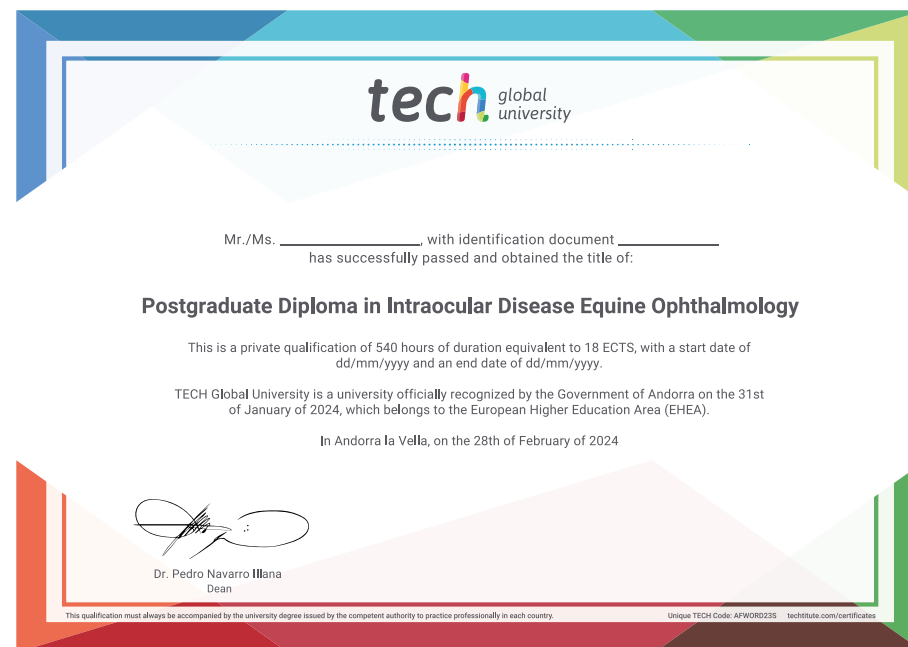 tech global university
Mr./Ms. ____________________, with identification document ______________
has successfully passed and obtained the title of:
Postgraduate Diploma in Intraocular Disease Equine Ophthalmology
This is a private qualification of 540 hours of duration equivalent to 18 ECTS, with a start date of
dd/mm/yyyy and an end date of dd/mm/yyyy.
TECH Global University is a university officially recognized by the Government of Andorra on the 31st
of January of 2024, which belongs to the European Higher Education Area (EHEA).
In Andorra la Vella, on the 28th of February of 2024
Dr. Pedro Navarro Illana
Dean
This qualification must always be accompanied by the university degree issued by the competent authority to practice professionally in each country.
Unique TECH Code: AFWORD23S techtitute.com/certificates